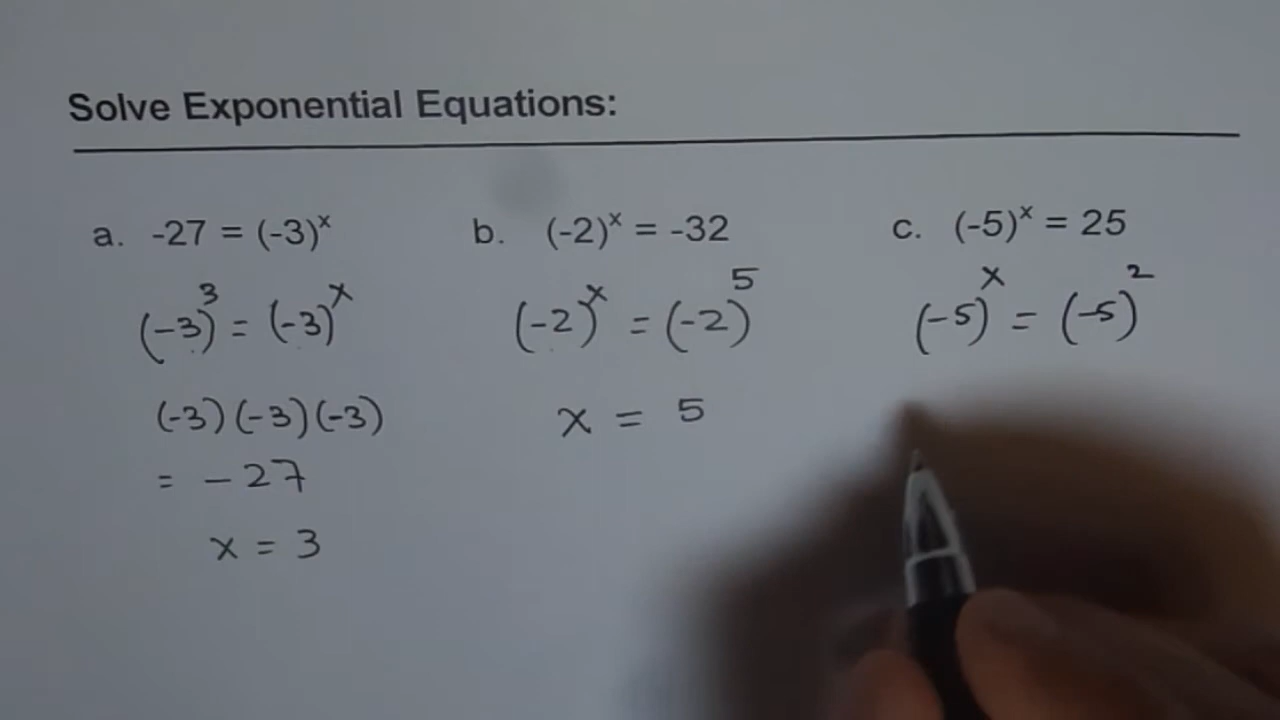 Solve Exponential Equations:
a. -27 = (-3)ˣ
(-3)³ = (-3)ˣ
(-3)(-3)(-3)
= -27
x = 3
b. (-2)ˣ = -32
(-2)ˣ = (-2)⁵
x = 5
c. (-5)ˣ = 25
(-5)ˣ = (-5)²